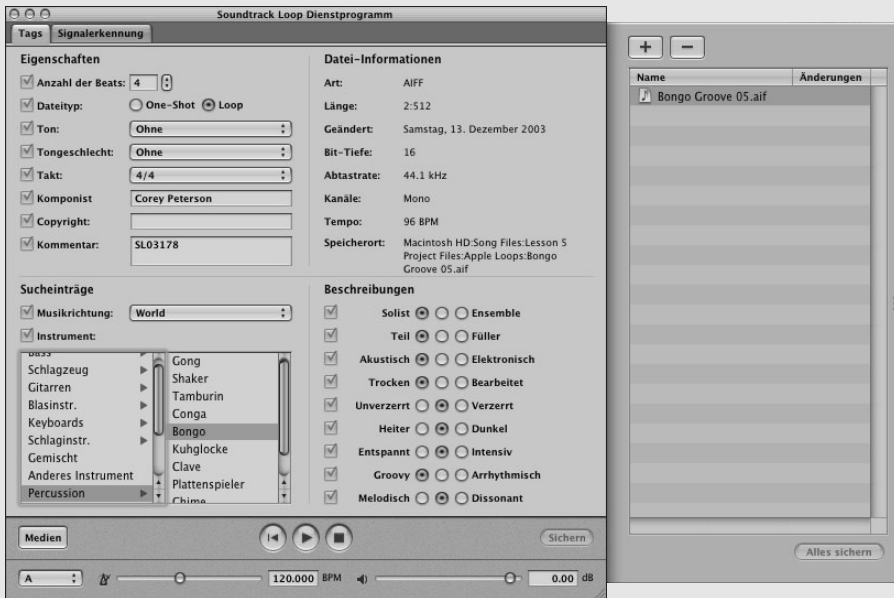 Soundtrack Loop Dienstprogramm
Tags
Signalerkennung
Eigenschaften
Anzahl der Beats: 4
Dateityp: One-Shot Loop
Ton: Ohne
Tongeschlecht: Ohne
Takt: 4/4
Komponist Corey Peterson
Copyright:
Kommentar: SL03178
Datei-Informationen
Art: AIFF
Länge: 2:512
Geändert: Samstag, 13. Dezember 2003
Bit-Tiefe: 16
Abtastrate: 44.1 kHz
Kanäle: Mono
Tempo: 96 BPM
Speicherort: Macintosh HD:Song Files:Lesson 5
Project Files:Apple Loops:Bongo
Groove 05.aif
Sucheinträge
Musikrichtung: World
Instrument:
Bass
Schlagzeug
Gitarren
Blasinstr.
Keyboards
Schlaginstr.
Gemischt
Anderes Instrument
Percussion
Gong
Shaker
Tamburin
Conga
Bongo
Kuhglocke
Clave
Plattenspieler
Chime
Beschreibungen
Solist Ensemble
Teil Füller
Akustisch Elektronisch
Trocken Bearbeitet
Unverzerrt Verzerrt
Heiter Dunkel
Entspannt Intensiv
Groovy Arrhythmisch
Melodisch Dissonant
Medien
Sichern
A
120.000 BPM
0.00 dB
Name Änderungen
Bongo Groove 05.aif
Alles sichern